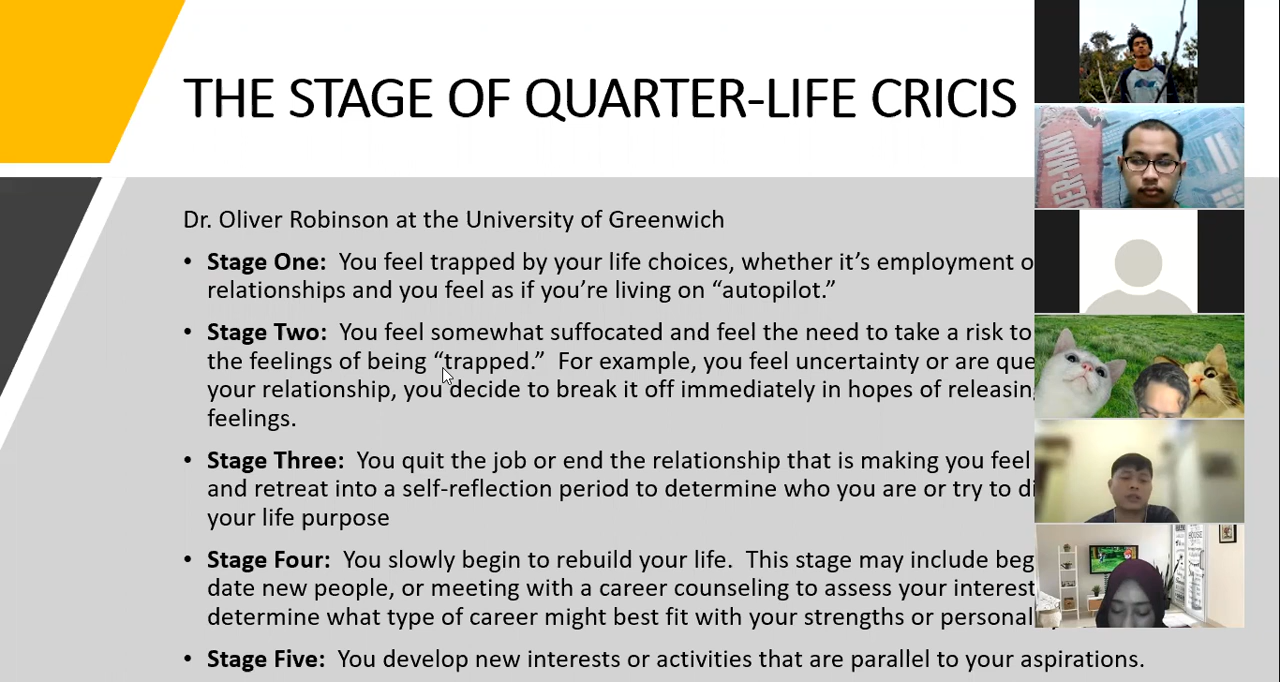 THE STAGE OF QUARTER-LIFE CRICIS
Dr. Oliver Robinson at the University of Greenwich
• Stage One: You feel trapped by your life choices, whether it’s employment
relationships and you feel as if you’re living on “autopilot.”
• Stage Two: You feel somewhat suffocated and feel the need to take a risk to
the feelings of being “trapped.” For example, you feel uncertainty or are
your relationship, you decide to break it off immediately in hopes of
feelings.
• Stage Three: You quit the job or end the relationship that is making you feel
and retreat into a self-reflection period to determine who you are or try to
your life purpose
• Stage Four: You slowly begin to rebuild your life. This stage may include
date new people, or meeting with a career counseling to assess your
determine what type of career might best fit with your strengths or
• Stage Five: You develop new interests or activities that are parallel to your aspirations.
DER-MAN